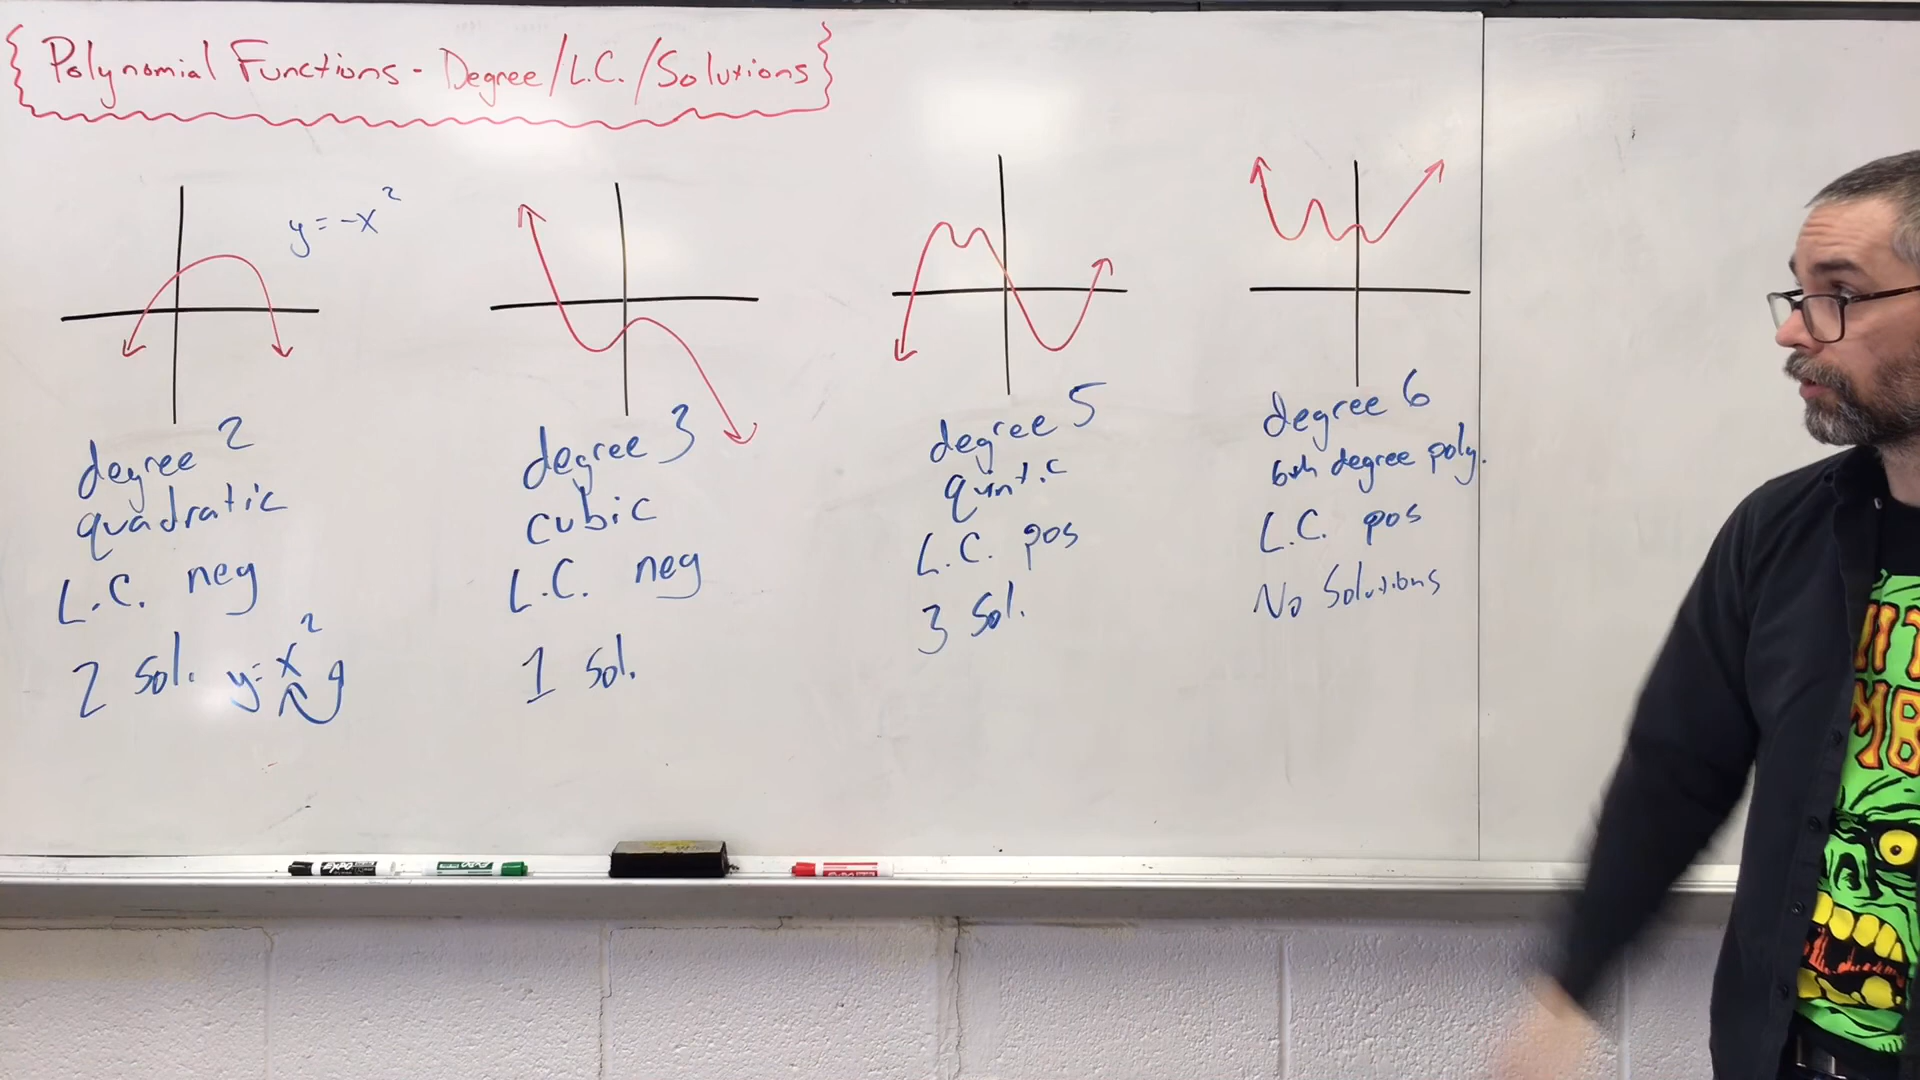 Polynomial Functions - Degree/L.C./Solutions
y = -x²
degree 2
quadratic
L.C. neg
2 sol. y=x²
degree 3
cubic
L.C. neg
1 sol.
degree 5
quintic
L.C. pos
3 sol.
degree 6
6th degree poly.
L.C. pos
No Solutions
EXPO